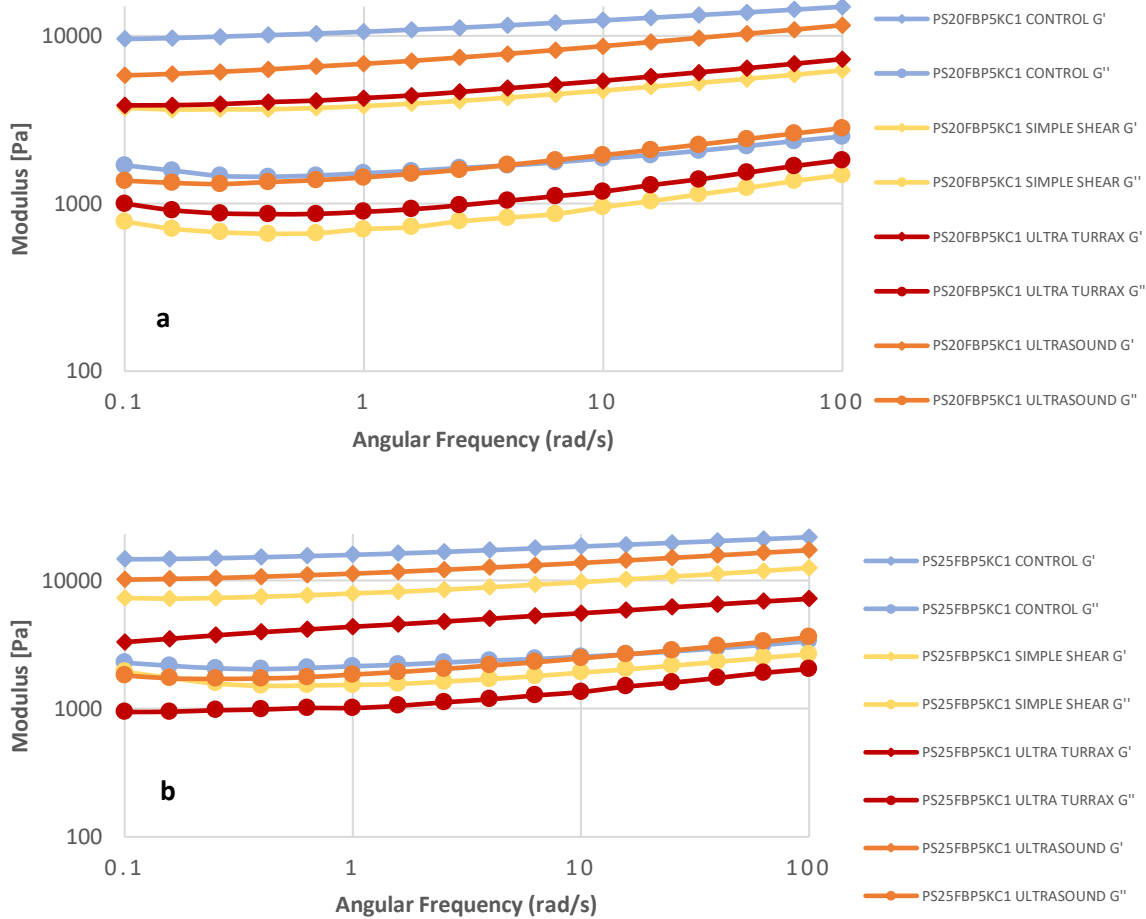 10000
1000
100
Modulus [Pa]
a
0.1 1 10 100
Angular Frequency (rad/s)
PS20FBP5KC1 CONTROL G'
PS20FBP5KC1 CONTROL G''
PS20FBP5KC1 SIMPLE SHEAR G'
PS20FBP5KC1 SIMPLE SHEAR G''
PS20FBP5KC1 ULTRA TURRAX G'
PS20FBP5KC1 ULTRA TURRAX G''
PS20FBP5KC1 ULTRASOUND G'
PS20FBP5KC1 ULTRASOUND G''
10000
1000
100
Modulus [Pa]
b
0.1 1 10 100
Angular Frequency (rad/s)
PS25FBP5KC1 CONTROL G'
PS25FBP5KC1 CONTROL G''
PS25FBP5KC1 SIMPLE SHEAR G'
PS25FBP5KC1 SIMPLE SHEAR G''
PS25FBP5KC1 ULTRA TURRAX G'
PS25FBP5KC1 ULTRA TURRAX G''
PS25FBP5KC1 ULTRASOUND G'
PS25FBP5KC1 ULTRASOUND G''